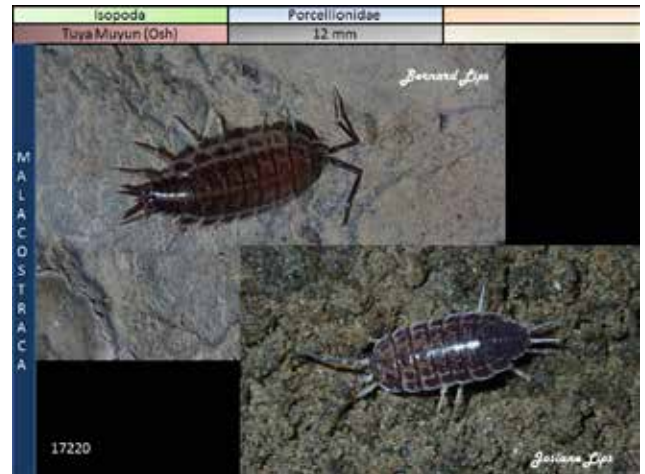 Isopoda Porcellionidae
Tuya Muyun (Osh) 12 mm
MALACOSTRACA
Bernard Lips
17220
Josiane Lips